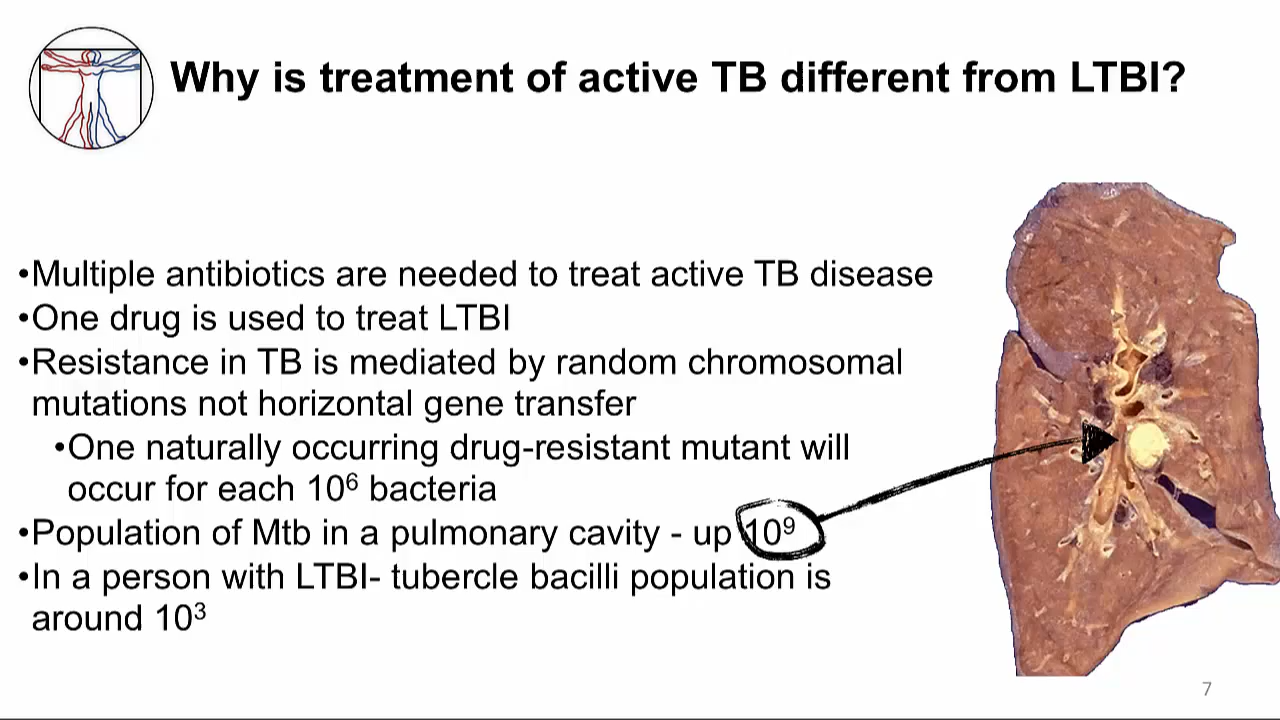 Why is treatment of active TB different from LTBI?
•Multiple antibiotics are needed to treat active TB disease
•One drug is used to treat LTBI
•Resistance in TB is mediated by random chromosomal
mutations not horizontal gene transfer
•One naturally occurring drug-resistant mutant will
occur for each 10⁶ bacteria
•Population of Mtb in a pulmonary cavity - up 10⁹
•In a person with LTBI- tubercle bacilli population is
around 10³
7